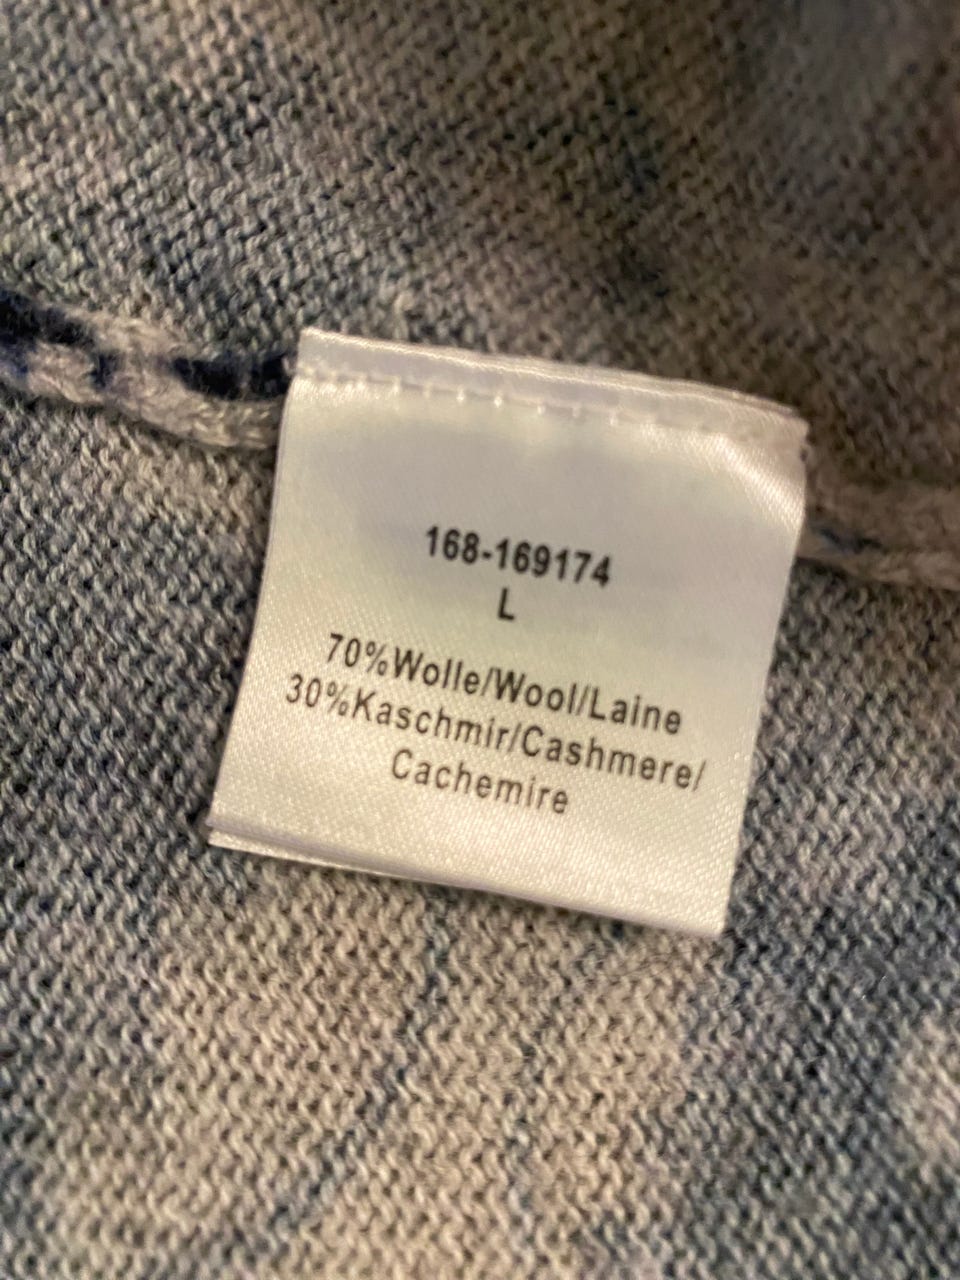 168-169174
L
70%Wolle/Wool/Laine
30%Kaschmir/Cashmere/
Cachemire